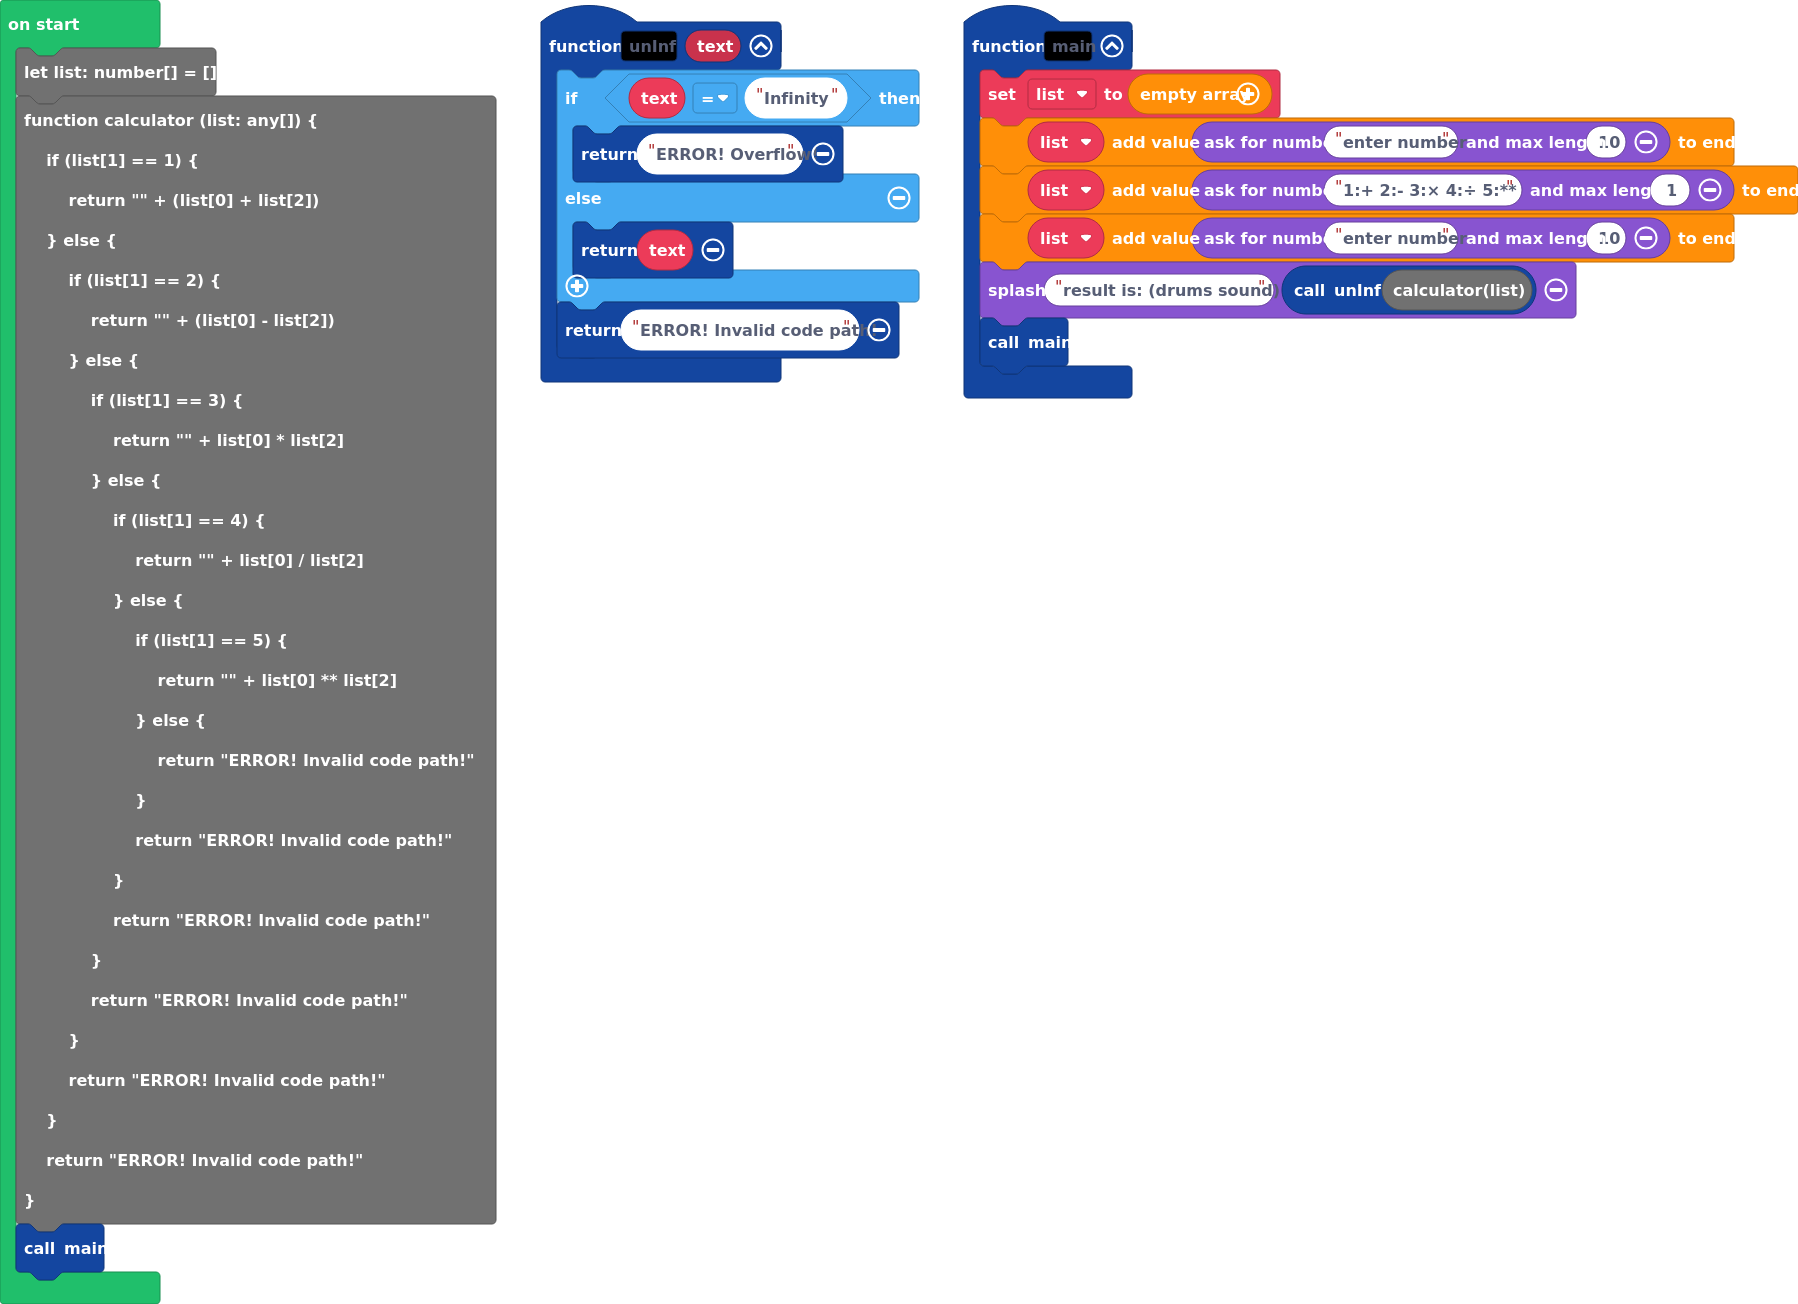 on start
let list: number[] = []
function calculator (list: any[]) {
if (list[1] == 1) {
return "" + (list[0] + list[2])
} else {
if (list[1] == 2) {
return "" + (list[0] - list[2])
} else {
if (list[1] == 3) {
return "" + list[0] * list[2]
} else {
if (list[1] == 4) {
return "" + list[0] / list[2]
} else {
if (list[1] == 5) {
return "" + list[0] ** list[2]
} else {
return "ERROR! Invalid code path!"
}
return "ERROR! Invalid code path!"
}
return "ERROR! Invalid code path!"
}
return "ERROR! Invalid code path!"
}
return "ERROR! Invalid code path!"
}
return "ERROR! Invalid code path!"
}
call main
function unInf text
if text = "Infinity" then
return "ERROR! Overflow"
else
return text
return "ERROR! Invalid code path"
function main
set list to empty array
list add value ask for numbe "enter number" and max leng 10 to end
list add value ask for numbe "1:+ 2:- 3:× 4:÷ 5:**" and max leng 1 to end
list add value ask for numbe "enter number" and max leng 10 to end
splash "result is: (drums sound)" call unInf calculator(list)
call main